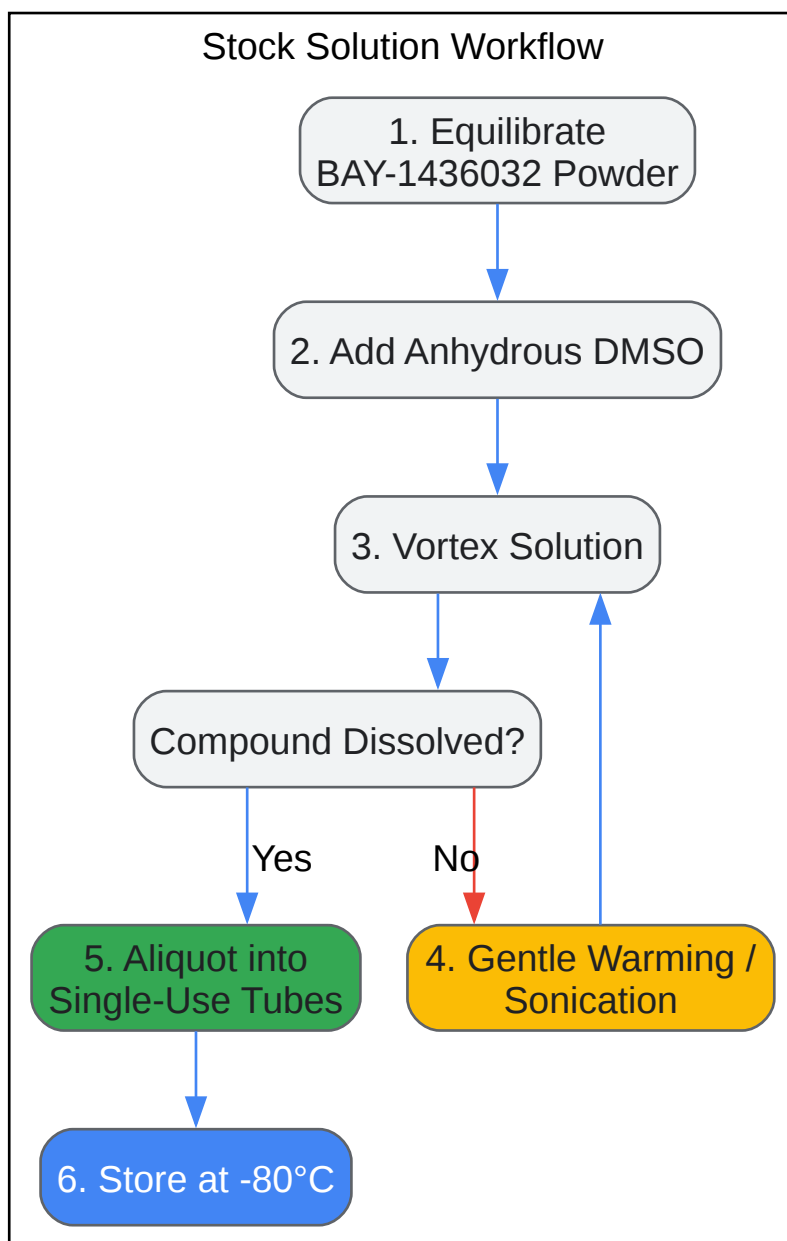 Stock Solution Workflow
1. Equilibrate
BAY-1436032 Powder
2. Add Anhydrous DMSO
3. Vortex Solution
Compound Dissolved?
Yes
No
5. Aliquot into
Single-Use Tubes
4. Gentle Warming /
Sonication
6. Store at -80°C